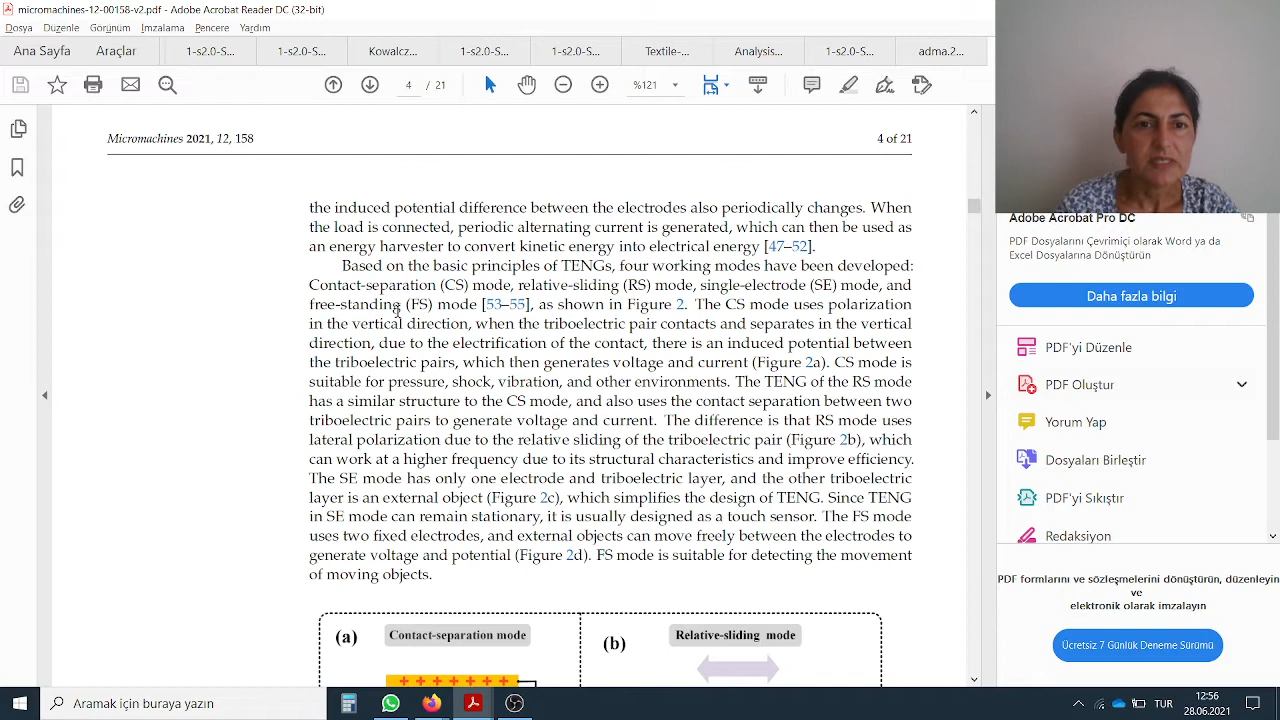 micromachines-12-00158-v2.pdf - Adobe Acrobat Reader DC (32-bit)
Dosya Düzenle Görünüm İmzalama Pencere Yardım
Ana Sayfa Araçlar 1-s2.0-S... 1-s2.0-S... Kowalcz... 1-s2.0-S... 1-s2.0-S... Textile-... Analysis... 1-s2.0-S... adma.2...
4 / 21 %121
Micromachines 2021, 12, 158 4 of 21
the induced potential difference between the electrodes also periodically changes. When
the load is connected, periodic alternating current is generated, which can then be used as
an energy harvester to convert kinetic energy into electrical energy [47–52].
Based on the basic principles of TENGs, four working modes have been developed:
Contact-separation (CS) mode, relative-sliding (RS) mode, single-electrode (SE) mode, and
free-standing (FS) mode [53–55], as shown in Figure 2. The CS mode uses polarization
in the vertical direction, when the triboelectric pair contacts and separates in the vertical
direction, due to the electrification of the contact, there is an induced potential between
the triboelectric pairs, which then generates voltage and current (Figure 2a). CS mode is
suitable for pressure, shock, vibration, and other environments. The TENG of the RS mode
has a similar structure to the CS mode, and also uses the contact separation between two
triboelectric pairs to generate voltage and current. The difference is that RS mode uses
lateral polarization due to the relative sliding of the triboelectric pair (Figure 2b), which
can work at a higher frequency due to its structural characteristics and improve efficiency.
The SE mode has only one electrode and triboelectric layer, and the other triboelectric
layer is an external object (Figure 2c), which simplifies the design of TENG. Since TENG
in SE mode can remain stationary, it is usually designed as a touch sensor. The FS mode
uses two fixed electrodes, and external objects can move freely between the electrodes to
generate voltage and potential (Figure 2d). FS mode is suitable for detecting the movement
of moving objects.
(a) Contact-separation mode
(b) Relative-sliding mode
+ + + + + + +
Adobe Acrobat Pro DC
PDF Dosyalarını Çevrimiçi olarak Word ya da
Excel Dosyalarına Dönüştürün
Daha fazla bilgi
PDF'yi Düzenle
PDF Oluştur
Yorum Yap
Dosyaları Birleştir
PDF'yi Sıkıştır
Redaksiyon
PDF formlarını ve sözleşmelerini dönüştürün, düzenleyin
ve
elektronik olarak imzalayın
Ücretsiz 7 Günlük Deneme Sürümü
Aramak için buraya yazın
TUR
12:56
28.06.2021